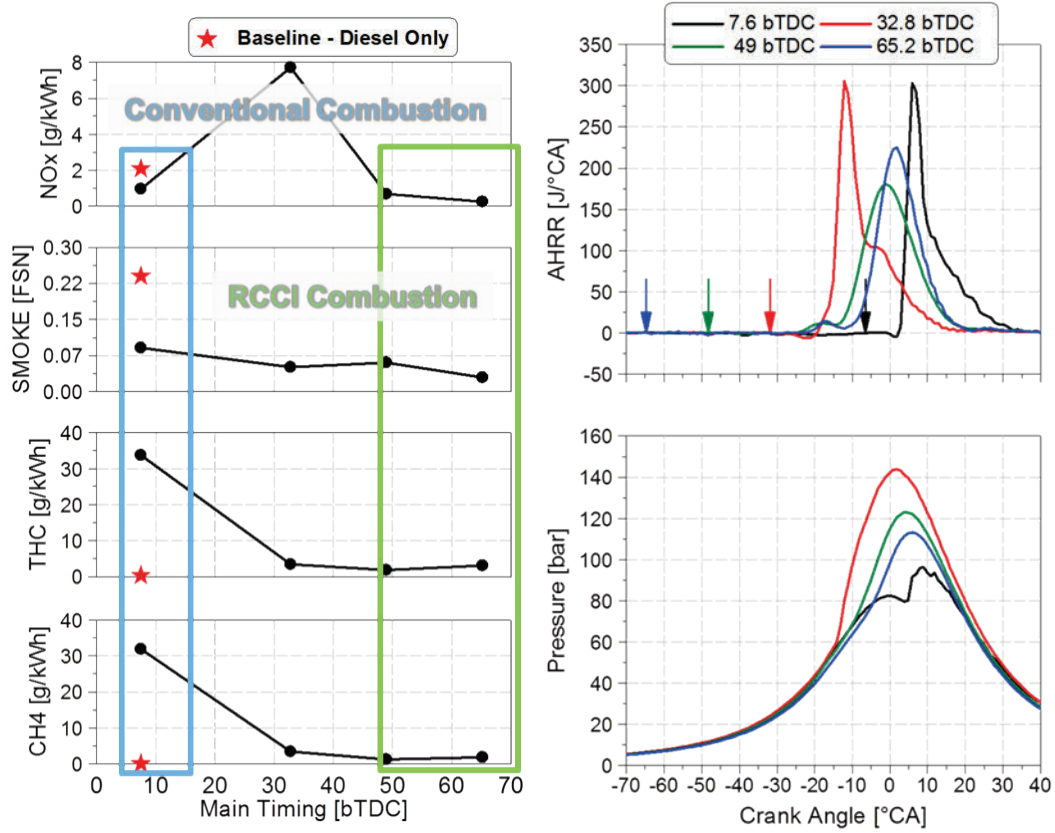 Baseline - Diesel Only
8
6
4
2
0
NOx [g/kWh]
Conventional Combustion
0.30
0.23
0.15
0.07
0.00
SMOKE [FSN]
RCCI Combustion
40
30
20
10
0
THC [g/kWh]
40
30
20
10
0
CH4 [g/kWh]
0 10 20 30 40 50 60 70
Main Timing [bTDC]
7.6 bTDC 32.8 bTDC
49 bTDC 65.2 bTDC
350
300
250
200
150
100
50
0
-50
AHRR [J/°CA]
160
140
120
100
80
60
40
20
0
Pressure [bar]
-70 -60 -50 -40 -30 -20 -10 0 10 20 30 40
Crank Angle [°CA]